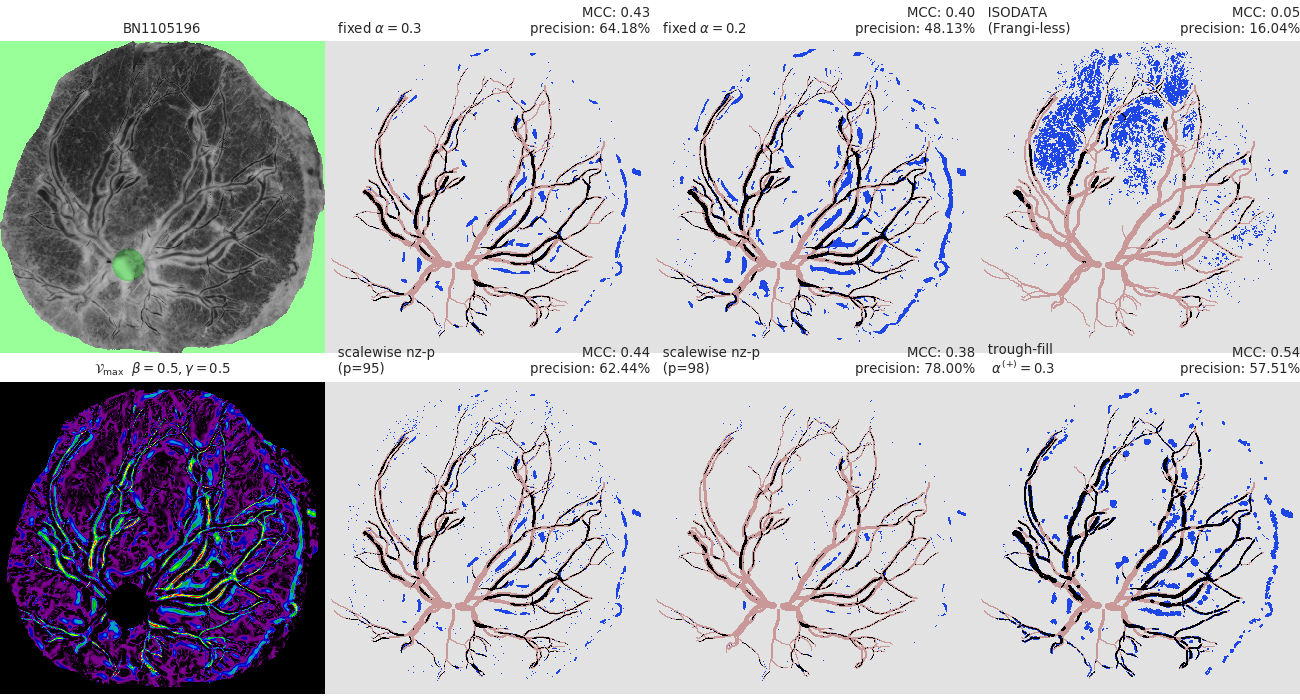 BN1105196
fixed α = 0.3
MCC: 0.43
precision: 64.18%
fixed α = 0.2
MCC: 0.40
precision: 48.13%
ISODATA
(Frangi-less)
MCC: 0.05
precision: 16.04%
𝒱max β = 0.5, γ = 0.5
scalewise nz-p
(p=95)
MCC: 0.44
precision: 62.44%
scalewise nz-p
(p=98)
MCC: 0.38
precision: 78.00%
trough-fill
α⁽⁺⁾ = 0.3
MCC: 0.54
precision: 57.51%